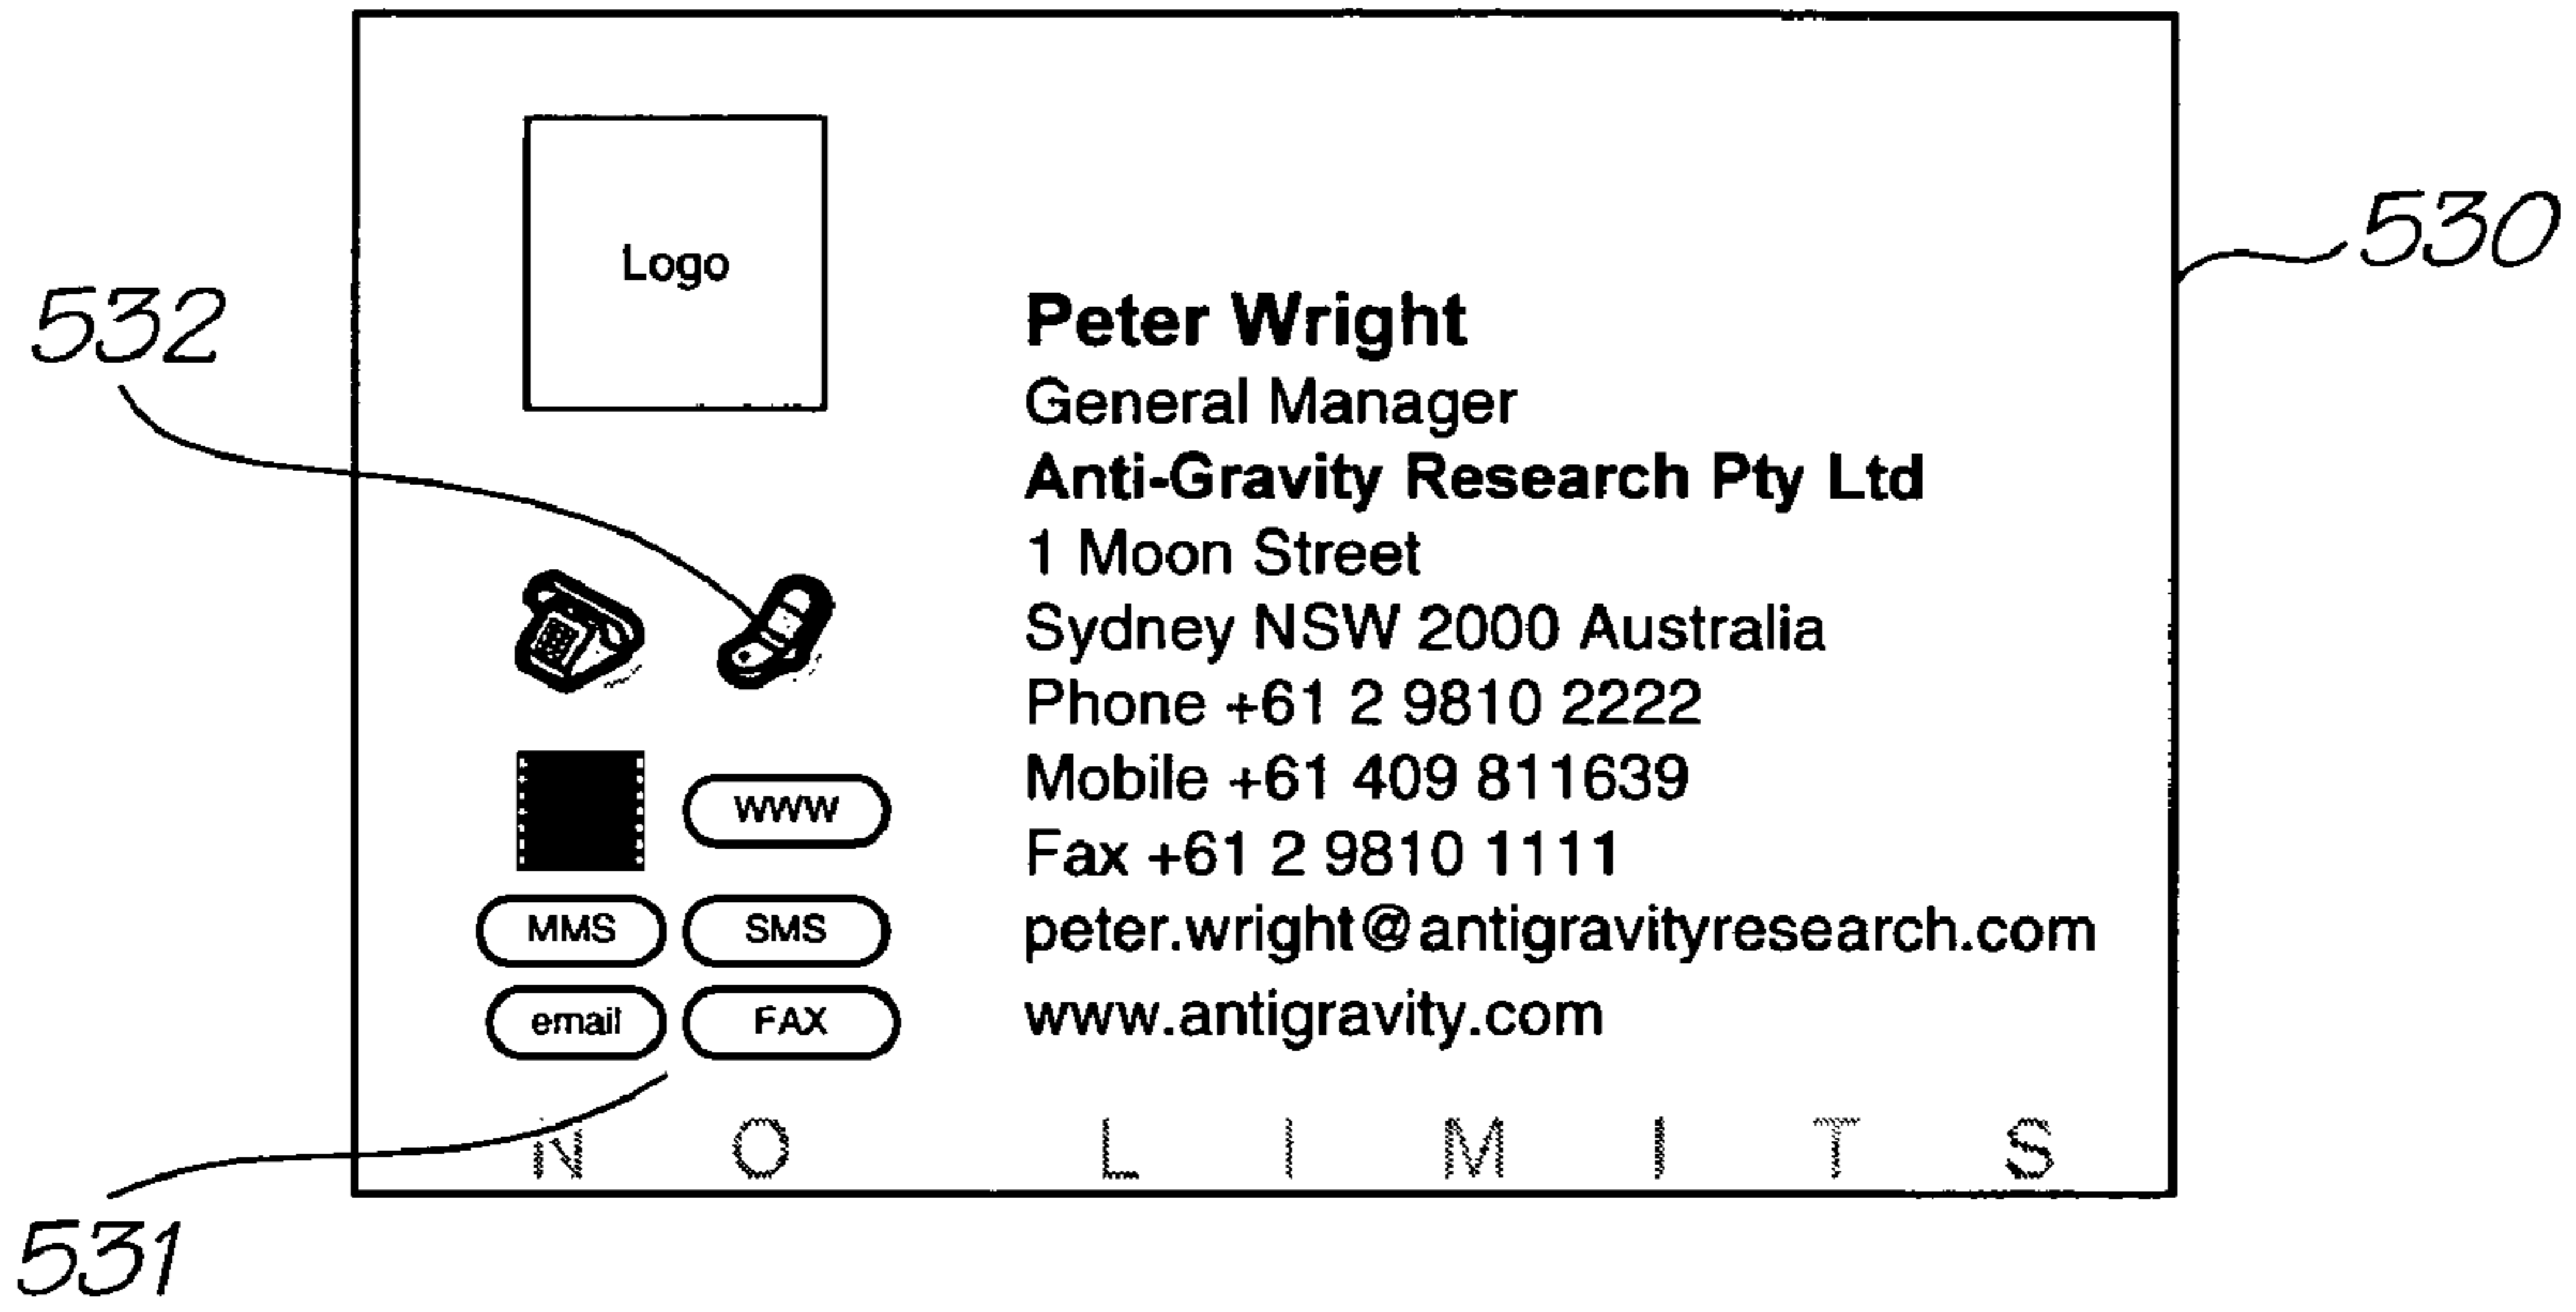 530
Logo
532
Peter Wright
General Manager
Anti-Gravity Research Pty Ltd
1 Moon Street
Sydney NSW 2000 Australia
Phone +61 2 9810 2222
Mobile +61 409 811639
Fax +61 2 9810 1111
peter.wright@antigravityresearch.com
www.antigravity.com
WWW
MMS SMS
email FAX
NO LIMITS
531